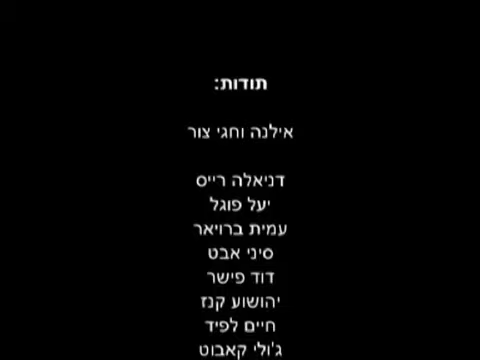 תודות:
אילנה וחגי צור
דניאלה רייס
יעל פוגל
עמית ברויאר
סיני אבט
דוד פישר
יהושוע קנז
חיים לפיד
ג'ולי קאבוט